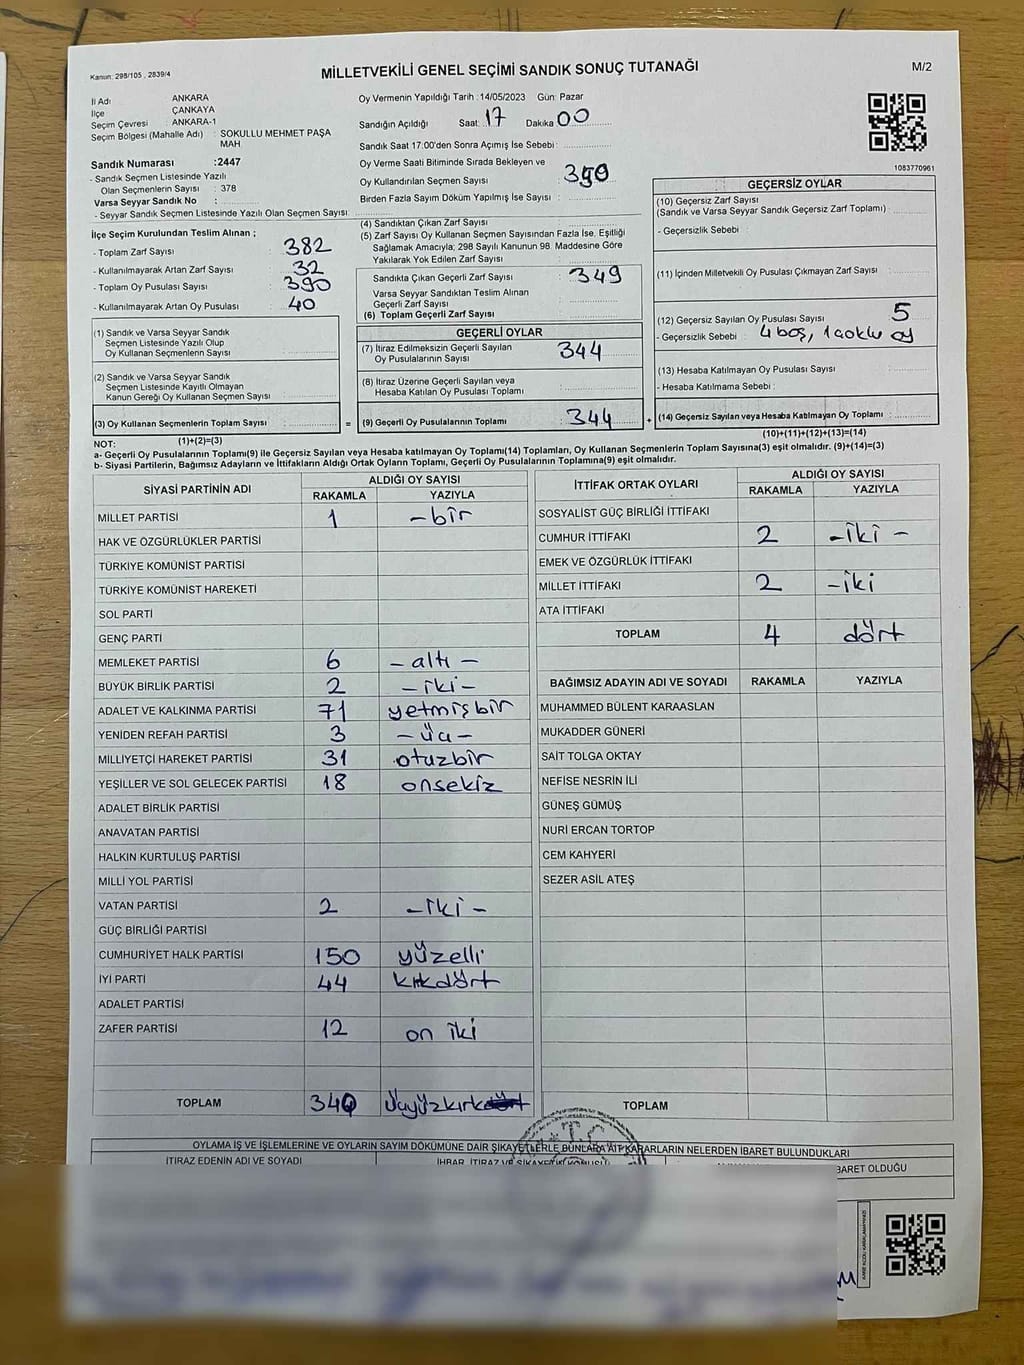 Kanun: 298/105 , 2839/4
MİLLETVEKİLİ GENEL SEÇİMİ SANDIK SONUÇ TUTANAĞI
M/2
İl Adı ANKARA
İlçe ÇANKAYA
Seçim Çevresi : ANKARA-1
Seçim Bölgesi (Mahalle Adı) : SOKULLU MEHMET PAŞA MAH.
Sandık Numarası :2447
- Sandık Seçmen Listesinde Yazılı
Olan Seçmenlerin Sayısı : 378
Varsa Seyyar Sandık No :
- Seyyar Sandık Seçmen Listesinde Yazılı Olan Seçmen Sayısı:
Oy Vermenin Yapıldığı Tarih :14/05/2023 Gün: Pazar
Sandığın Açıldığı Saat: 17 Dakika 00
Sandık Saat 17:00'den Sonra Açımış İse Sebebi :
Oy Verme Saati Bitiminde Sırada Bekleyen ve
Oy Kullandırılan Seçmen Sayısı :
Birden Fazla Sayım Döküm Yapılmış İse Sayısı :
1083770961
İlçe Seçim Kurulundan Teslim Alınan ;
- Toplam Zarf Sayısı : 382
- Kullanılmayarak Artan Zarf Sayısı : 32
- Toplam Oy Pusulası Sayısı : 390
- Kullanılmayarak Artan Oy Pusulası : 40
(1) Sandık ve Varsa Seyyar Sandık
Seçmen Listesinde Yazılı Olup
Oy Kullanan Seçmenlerin Sayısı :
(2) Sandık ve Varsa Seyyar Sandık
Seçmen Listesinde Kayıtlı Olmayan
Kanun Gereği Oy Kullanan Seçmen Sayısı :
(3) Oy Kullanan Seçmenlerin Toplam Sayısı :
(1)+(2)=(3)
(4) Sandıktan Çıkan Zarf Sayısı :
(5) Zarf Sayısı Oy Kullanan Seçmen Sayısından Fazla İse, Eşitliği
Sağlamak Amacıyla; 298 Sayılı Kanunun 98. Maddesine Göre
Yakılarak Yok Edilen Zarf Sayısı :
Sandıkta Çıkan Geçerli Zarf Sayısı : 349
Varsa Seyyar Sandıktan Teslim Alınan
Geçerli Zarf Sayısı :
(6) Toplam Geçerli Zarf Sayısı :
GEÇERLİ OYLAR
(7) İtiraz Edilmeksizin Geçerli Sayılan
Oy Pusulalarının Sayısı : 344
(8) İtiraz Üzerine Geçerli Sayılan veya
Hesaba Katılan Oy Pusulası Toplamı :
= (9) Geçerli Oy Pusulalarının Toplamı : 344
GEÇERSİZ OYLAR
(10) Geçersiz Zarf Sayısı
(Sandık ve Varsa Seyyar Sandık Geçersiz Zarf Toplamı) :
- Geçersizlik Sebebi :
(11) İçinden Milletvekili Oy Pusulası Çıkmayan Zarf Sayısı :
(12) Geçersiz Sayılan Oy Pusulası Sayısı : 5
- Geçersizlik Sebebi : 4 boş, 1 çoklu oy
(13) Hesaba Katılmayan Oy Pusulası Sayısı :
- Hesaba Katılmama Sebebi :
+ (14) Geçersiz Sayılan veya Hesaba Katılmayan Oy Toplamı :
(10)+(11)+(12)+(13)=(14)
NOT:
a- Geçerli Oy Pusulalarının Toplamı(9) ile Geçersiz Sayılan veya Hesaba katılmayan Oy Toplamı(14) Toplamları, Oy Kullanan Seçmenlerin Toplam Sayısına(3) eşit olmalıdır. (9)+(14)=(3)
b- Siyasi Partilerin, Bağımsız Adayların ve İttifakların Aldığı Ortak Oyların Toplamı, Geçerli Oy Pusulalarının Toplamına(9) eşit olmalıdır.
SİYASİ PARTİNİN ADI ALDIĞI OY SAYISI
RAKAMLA YAZIYLA
MİLLET PARTİSİ 1 -bir
HAK VE ÖZGÜRLÜKLER PARTİSİ
TÜRKİYE KOMÜNİST PARTİSİ
TÜRKİYE KOMÜNİST HAREKETİ
SOL PARTİ
GENÇ PARTİ
MEMLEKET PARTİSİ 6 -altı-
BÜYÜK BİRLİK PARTİSİ 2 -iki-
ADALET VE KALKINMA PARTİSİ 71 yetmişbir
YENİDEN REFAH PARTİSİ 3 -üç-
MİLLİYETÇİ HAREKET PARTİSİ 31 otuzbir
YEŞİLLER VE SOL GELECEK PARTİSİ 18 onsekiz
ADALET BİRLİK PARTİSİ
ANAVATAN PARTİSİ
HALKIN KURTULUŞ PARTİSİ
MİLLİ YOL PARTİSİ
VATAN PARTİSİ 2 -iki-
GÜÇ BİRLİĞİ PARTİSİ
CUMHURİYET HALK PARTİSİ 150 yüzelli
İYİ PARTİ 44 kırkdört
ADALET PARTİSİ
ZAFER PARTİSİ 12 on iki
TOPLAM 340 üçyüzkırk
İTTİFAK ORTAK OYLARI ALDIĞI OY SAYISI
RAKAMLA YAZIYLA
SOSYALİST GÜÇ BİRLİĞİ İTTİFAKI
CUMHUR İTTİFAKI 2 -iki-
EMEK VE ÖZGÜRLÜK İTTİFAKI
MİLLET İTTİFAKI 2 -iki
ATA İTTİFAKI
TOPLAM 4 dört
BAĞIMSIZ ADAYIN ADI VE SOYADI RAKAMLA YAZIYLA
MUHAMMED BÜLENT KARAASLAN
MUKADDER GÜNERİ
SAİT TOLGA OKTAY
NEFİSE NESRİN İLİ
GÜNEŞ GÜMÜŞ
NURİ ERCAN TORTOP
CEM KAHYERİ
SEZER ASİL ATEŞ
TOPLAM
T.C.
OYLAMA İŞ VE İŞLEMLERİNE VE OYLARIN SAYIM DÖKÜMÜNE DAİR ŞİKAYETLERLE BUNLARA AİT KARARLARIN NELERDEN İBARET BULUNDUKLARI
İTİRAZ EDENİN ADI VE SOYADI
İHBAR, İTİRAZ VE ŞİKAYETİN KONUSU
İBARET OLDUĞU